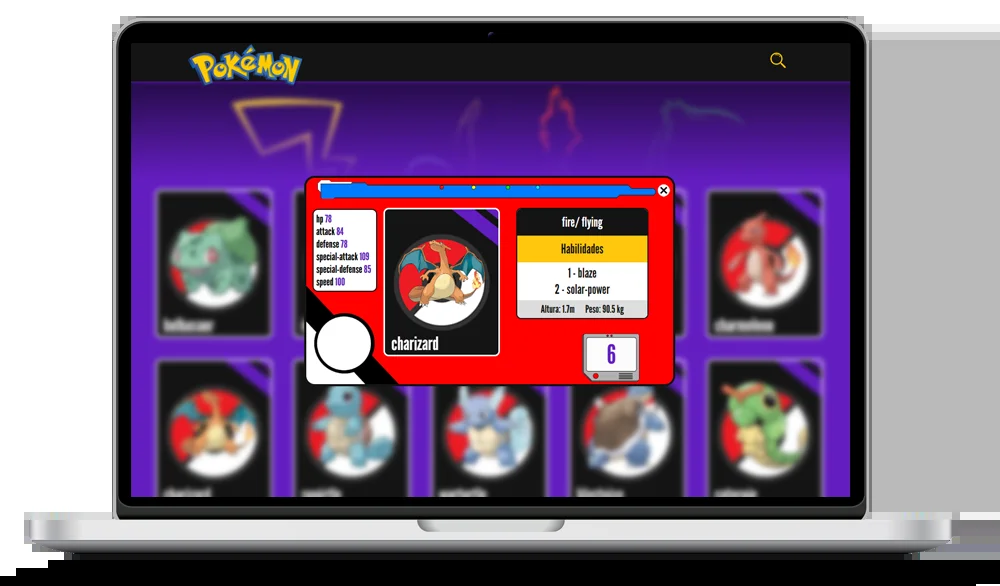 POKéMON
hp 78
attack 84
defense 78
special-attack 109
special-defense 85
speed 100
charizard
fire/ flying
Habilidades
1 - blaze
2 - solar-power
Altura: 1.7m Peso: 90.5 kg
6
charmeleon
charizard